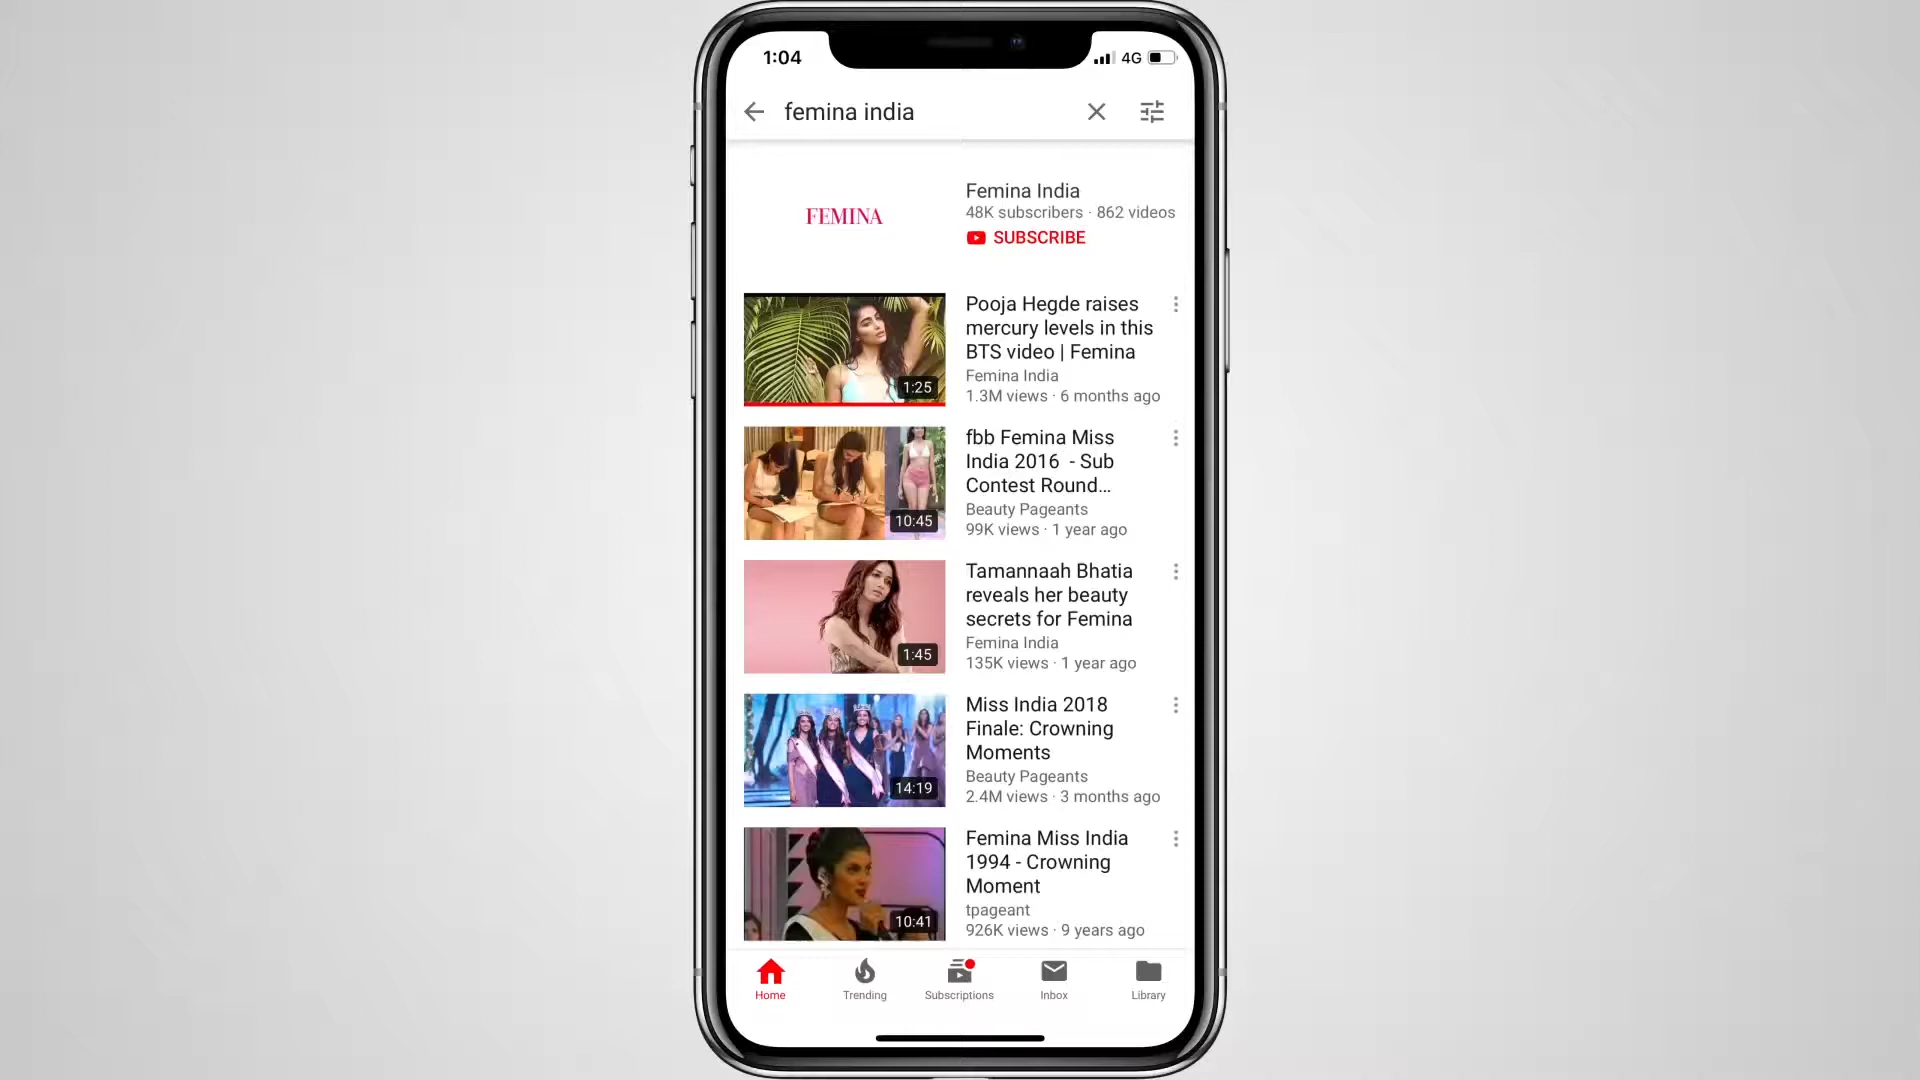 1:04
4G
femina india
FEMINA
Femina India
48K subscribers · 862 videos
SUBSCRIBE
1:25
Pooja Hegde raises
mercury levels in this
BTS video | Femina
Femina India
1.3M views · 6 months ago
10:45
fbb Femina Miss
India 2016 - Sub
Contest Round...
Beauty Pageants
99K views · 1 year ago
1:45
Tamannaah Bhatia
reveals her beauty
secrets for Femina
Femina India
135K views · 1 year ago
14:19
Miss India 2018
Finale: Crowning
Moments
Beauty Pageants
2.4M views · 3 months ago
10:41
Femina Miss India
1994 - Crowning
Moment
tpageant
926K views · 9 years ago
Home
Trending
Subscriptions
Inbox
Library